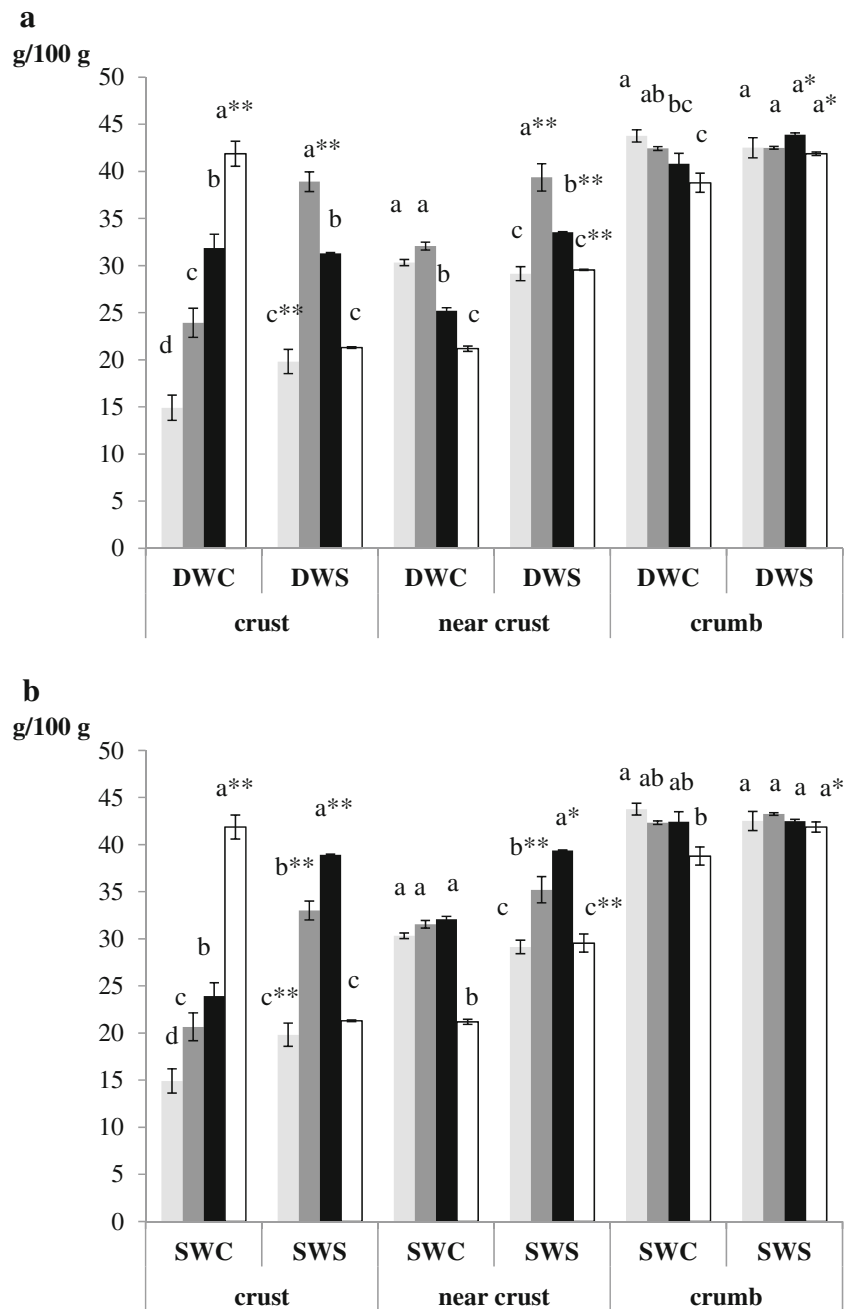 a
g/100 g
50
45
40
35
30
25
20
15
10
5
0
d c b a**
c** a** b c
a a b c
c a** b** c**
a ab bc c
a a a* a*
DWC DWS DWC DWS DWC DWS
crust near crust crumb
b
g/100 g
50
45
40
35
30
25
20
15
10
5
0
d c b a**
c** b** a** c
a a a b
c b** a* c**
a ab ab b
a a a a*
SWC SWS SWC SWS SWC SWS
crust near crust crumb